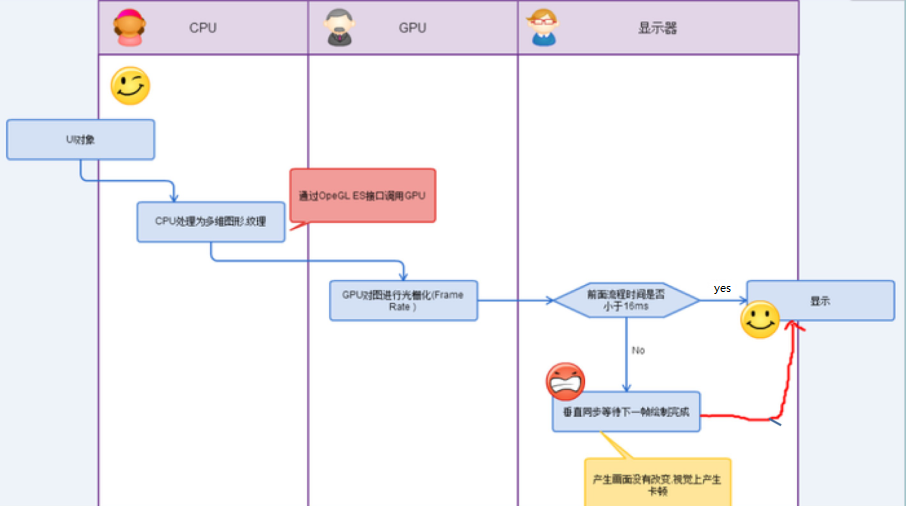 CPU
GPU
显示器
UI对象
通过OpeGL ES接口调用GPU
CPU处理为多维图形,纹理
GPU对图进行光栅化(Frame
Rate )
前面流程时间是否
小于16ms
yes
显示
No
垂直同步等待下一帧绘制完成
产生画面没有改变,视觉上产生
卡顿